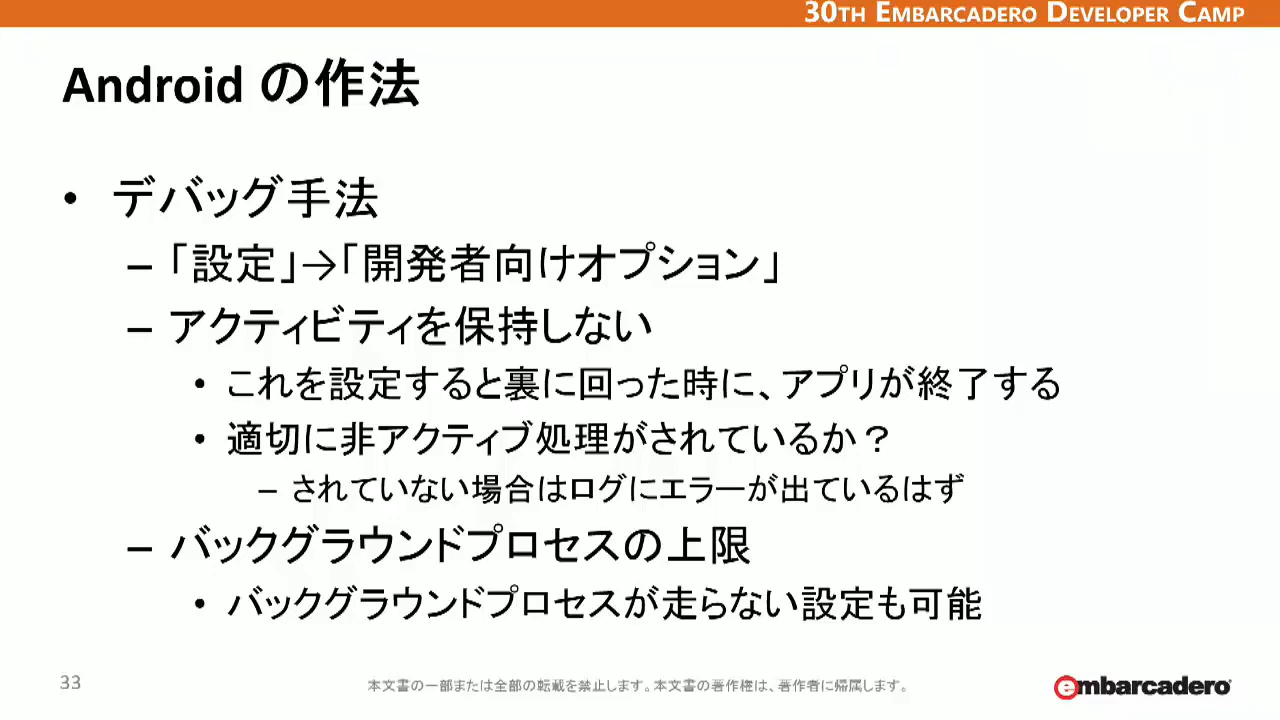 30TH EMBARCADERO DEVELOPER CAMP
Android の作法
• デバッグ手法
– 「設定」→「開発者向けオプション」
– アクティビティを保持しない
• これを設定すると裏に回った時に、アプリが終了する
• 適切に非アクティブ処理がされているか？
– されていない場合はログにエラーが出ているはず
– バックグラウンドプロセスの上限
• バックグラウンドプロセスが走らない設定も可能
33
本文書の一部または全部の転載を禁止します。本文書の著作権は、著作者に帰属します。
embarcadero